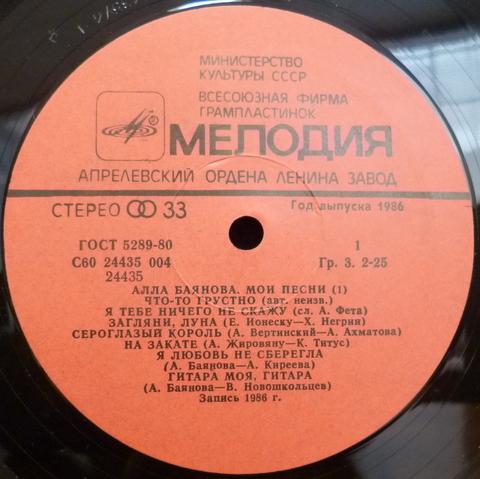 МИНИСТЕРСТВО
КУЛЬТУРЫ СССР
ВСЕСОЮЗНАЯ ФИРМА
ГРАМПЛАСТИНОК
МЕЛОДИЯ
АПРЕЛЕВСКИЙ ОРДЕНА ЛЕНИНА ЗАВОД
СТЕРЕО 33
Год выпуска 1986
ГОСТ 5289-80 1
С60 24435 004 Гр. 3. 2-25
24435
АЛЛА БАЯНОВА. МОИ ПЕСНИ (1)
ЧТО-ТО ГРУСТНО (авт. неизв.)
Я ТЕБЕ НИЧЕГО НЕ СКАЖУ (сл. А. Фета)
ЗАГЛЯНИ, ЛУНА (Е. Ионеску—Х. Негрин)
СЕРОГЛАЗЫЙ КОРОЛЬ (А. Вертинский—А. Ахматова)
НА ЗАКАТЕ (А. Жировяну—К. Титус)
Я ЛЮБОВЬ НЕ СБЕРЕГЛА
(А. Баянова—А. Киреева)
ГИТАРА МОЯ, ГИТАРА
(А. Баянова—В. Новошкольцев)
Запись 1986 г.